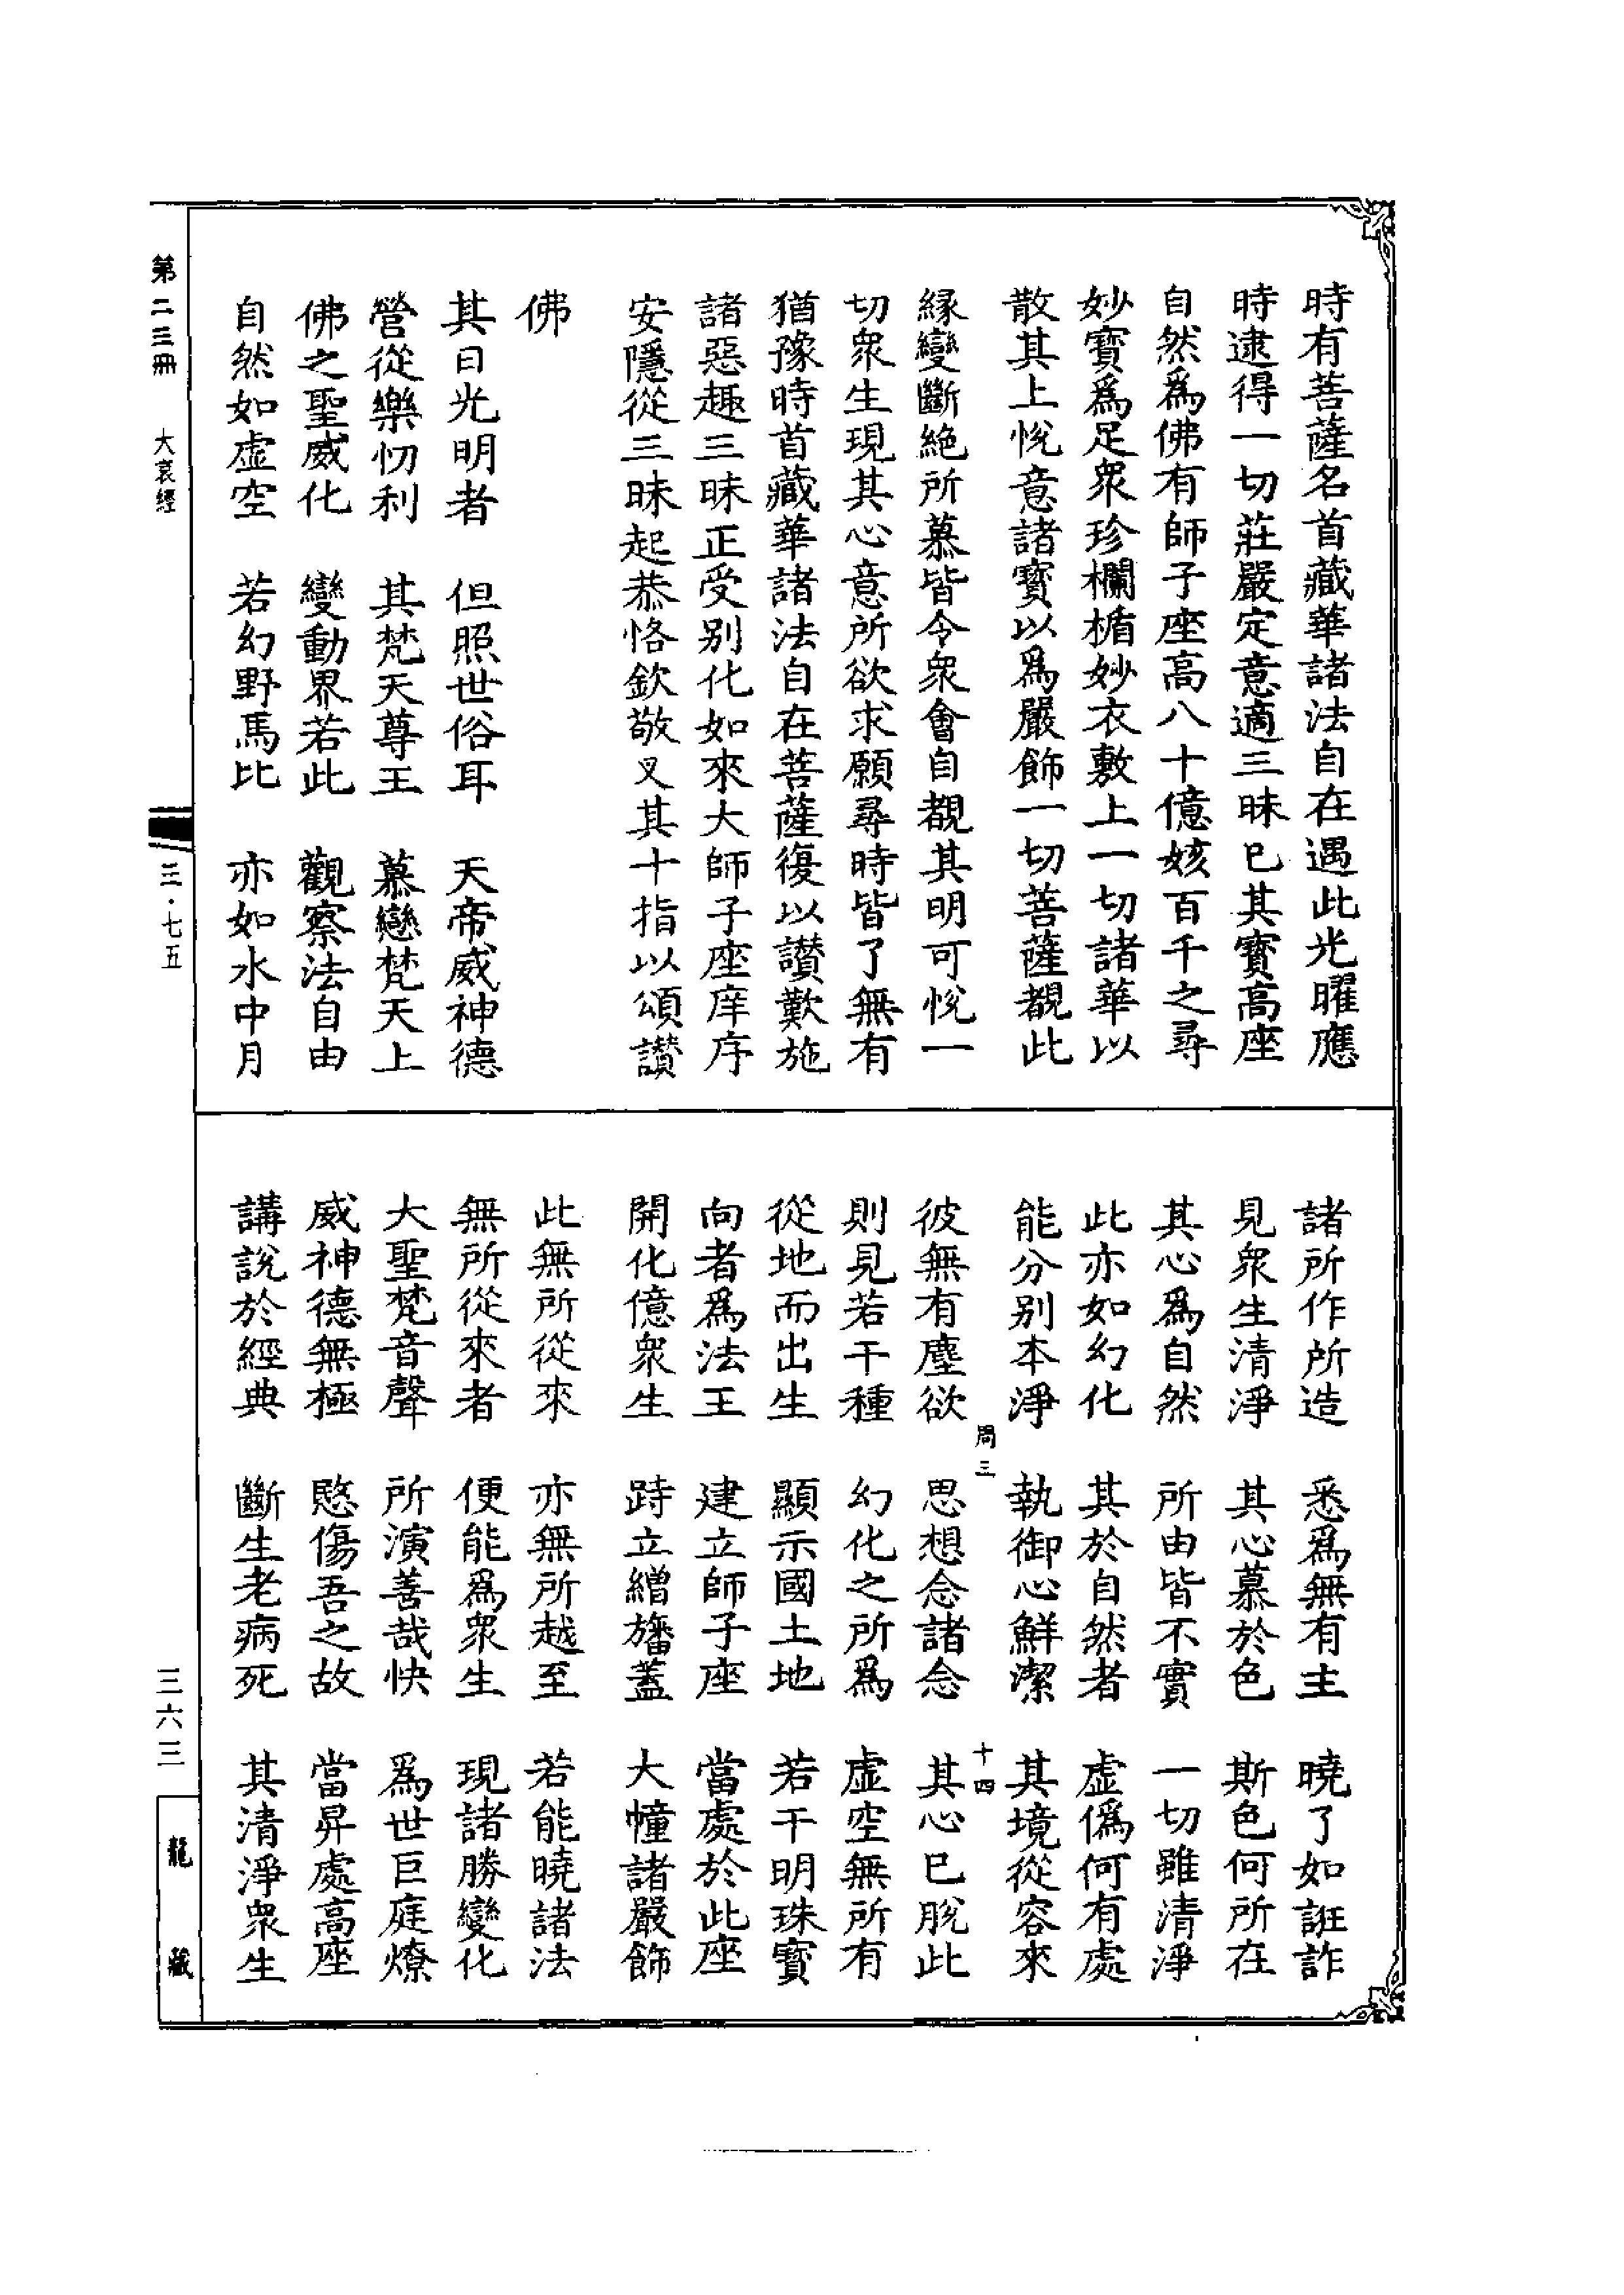 時有菩薩名首藏華諸法自在遇此光曜應
時逮得一切莊嚴定意適三昧已其寶高座
自然爲佛有師子座高八十億姟百千之尋
妙寶爲足衆珍欄楯妙衣敷上一切諸華以
散其上悅意諸寶以爲嚴飾一切菩薩覩此
緣變斷絶所慕皆令衆會自覩其明可悅一
切衆生現其心意所欲求願尋時皆了無有
猶豫時首藏華諸法自在菩薩復以讃歎施
諸惡趣三昧正受別化如來大師子座庠序
安隱從三昧起恭恪欽敬叉其十指以頌讃
佛
其日光明者　但照世俗耳　天帝威神德
營從樂忉利　其梵天尊王　慕戀梵天上
佛之聖威化　變動界若此　觀察法自由
自然如虛空　若幻野馬比　亦如水中月
諸所作所造　悉爲無有主　曉了如誑詐
見衆生清淨　其心慕於色　斯色何所在
其心爲自然　所由皆不實　一切雖清淨
此亦如幻化　其於自然者　虛僞何有處
能分別本淨　執御心鮮潔　其境從容來
周三　十四
彼無有塵欲　思想念諸念　其心已脫此
則見若干種　幻化之所爲　虛空無所有
從地而出生　顯示國土地　若干明珠寶
向者爲法王　建立師子座　當處於此座
開化億衆生　跱立繒旛蓋　大幢諸嚴飾
此無所從來　亦無所越至　若能曉諸法
無所從來者　便能爲衆生　現諸勝變化
大聖梵音聲　所演善哉快　爲世巨庭燎
威神德無極　愍傷吾之故　當昇處高座
講說於經典　斷生老病死　其清淨衆生
第二三冊　大哀經　三·七五　三六三　龍藏